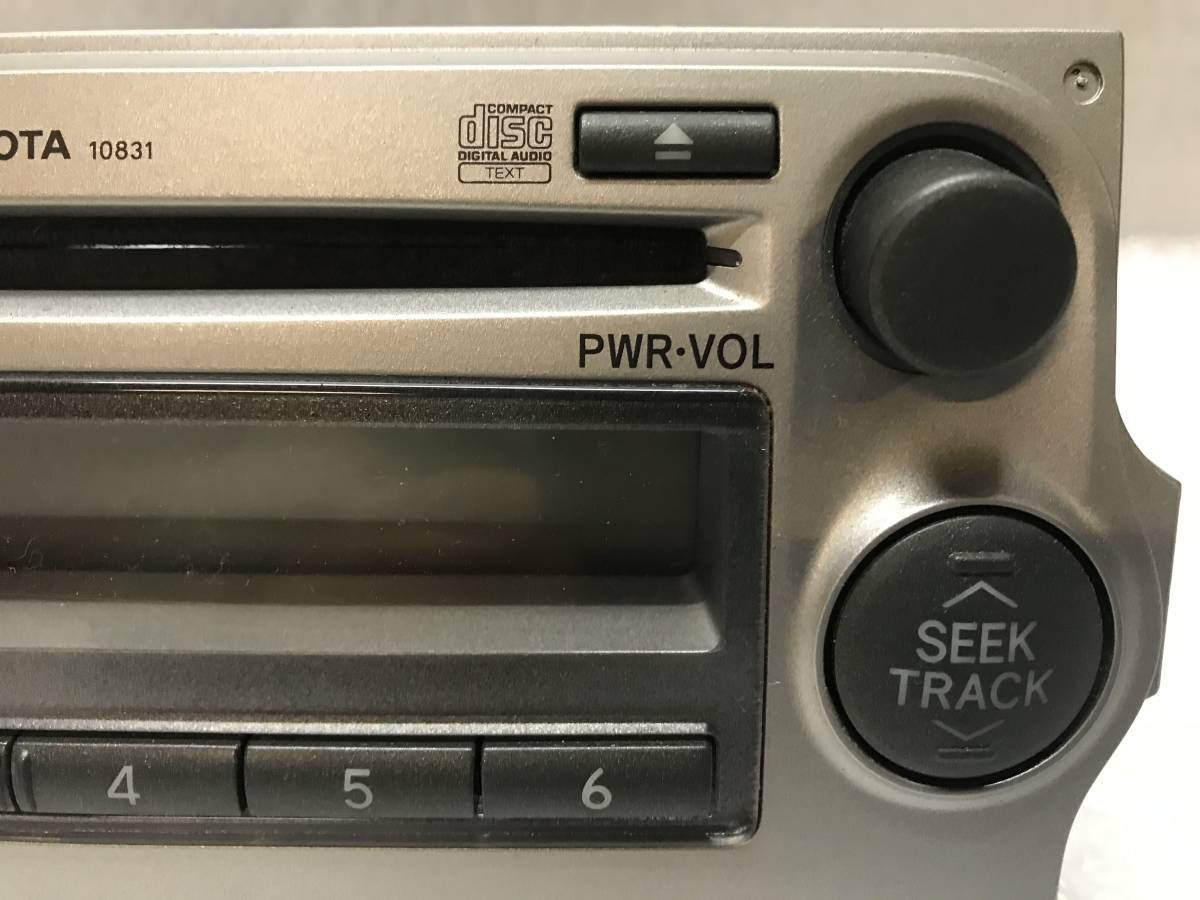 OTA 10831
COMPACT
disc
DIGITAL AUDIO
TEXT
PWR·VOL
SEEK
TRACK
4 5 6